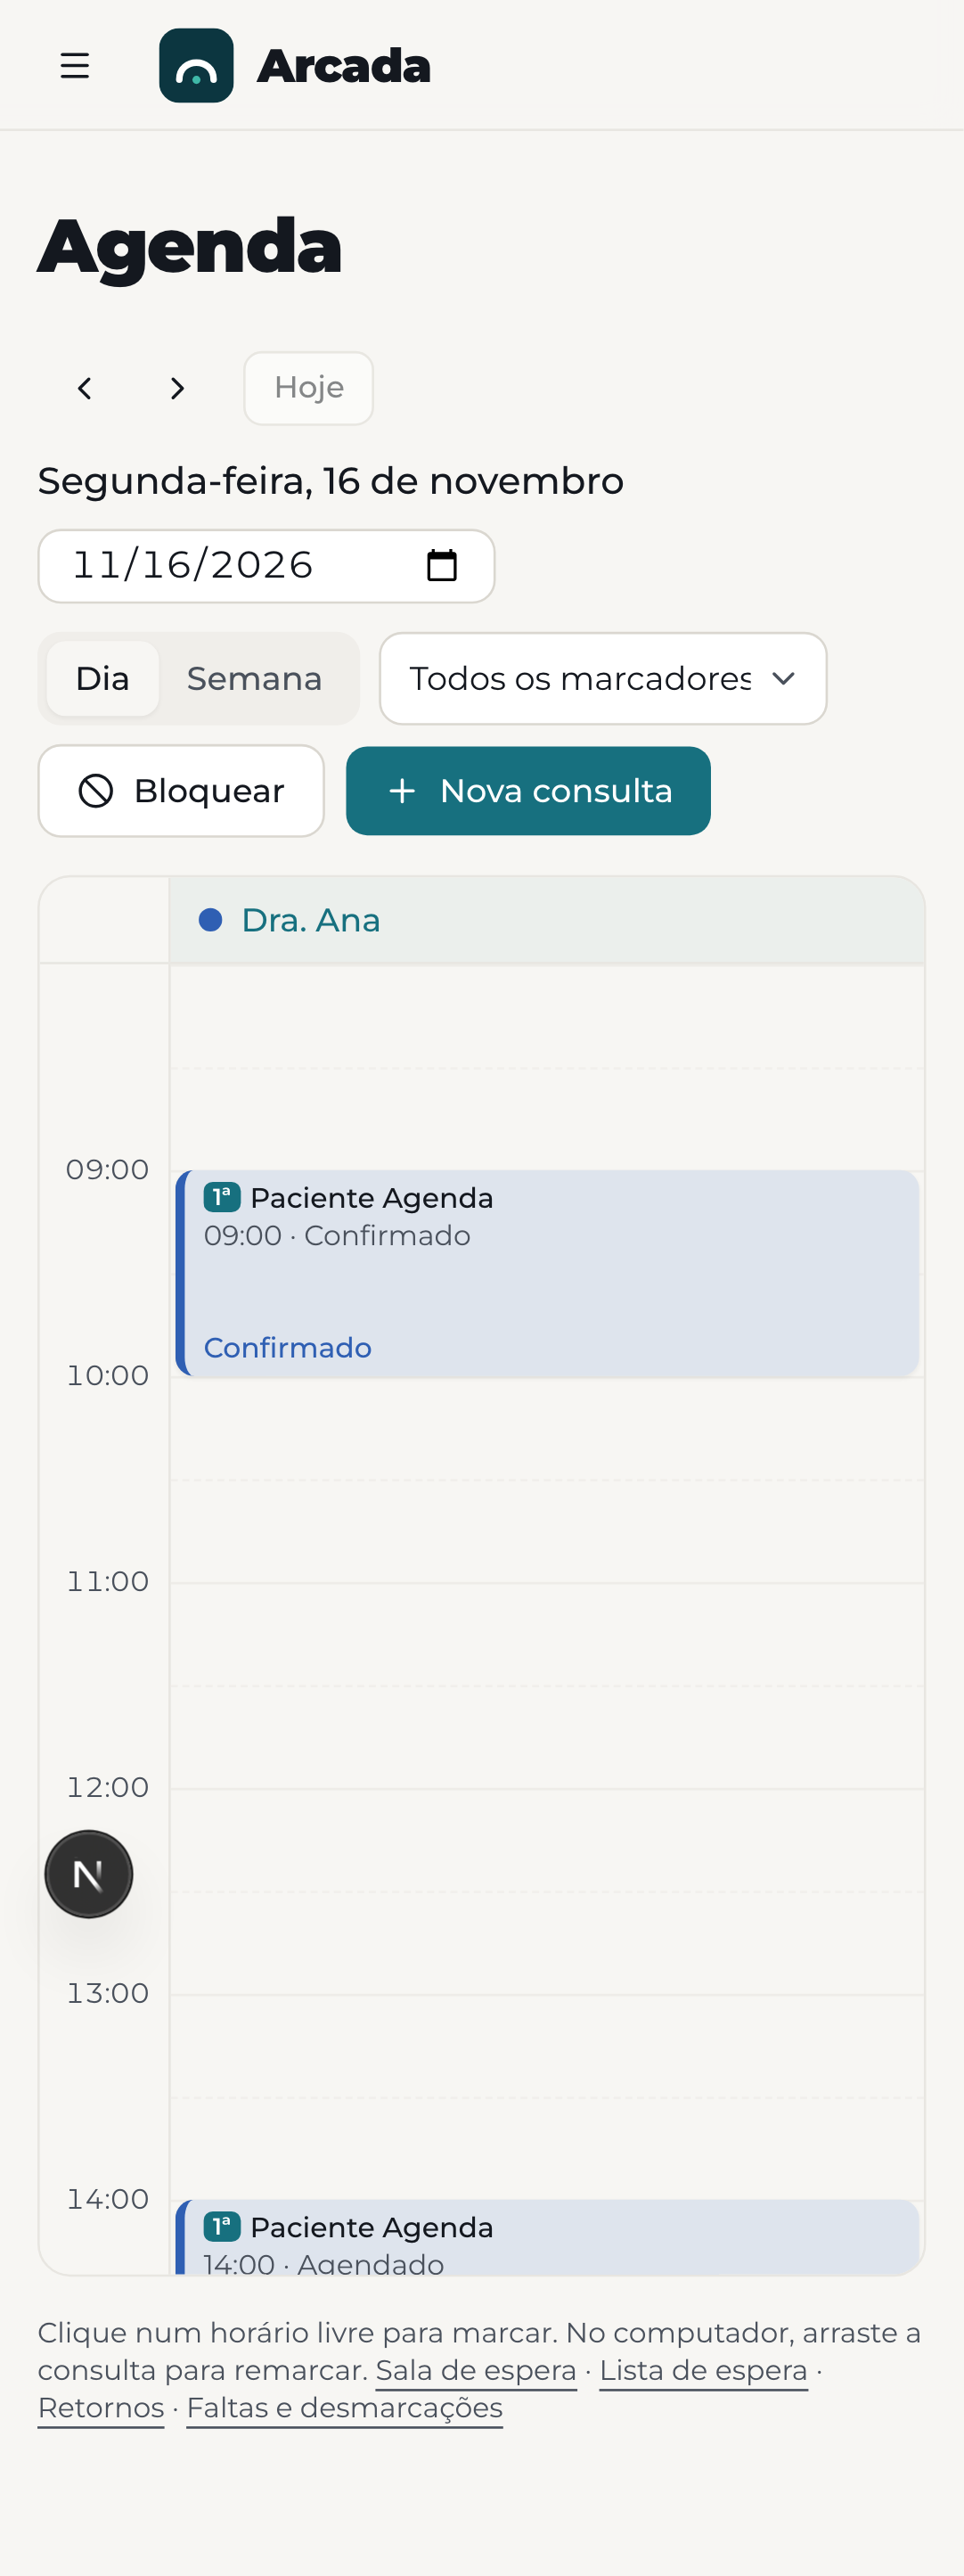 Arcada
Agenda
Hoje
Segunda-feira, 16 de novembro
11/16/2026
Dia Semana Todos os marcadores
Bloquear + Nova consulta
Dra. Ana
09:00
1ª Paciente Agenda
09:00 · Confirmado
Confirmado
10:00
11:00
12:00
N
13:00
14:00
1ª Paciente Agenda
14:00 · Agendado
Clique num horário livre para marcar. No computador, arraste a
consulta para remarcar. Sala de espera · Lista de espera ·
Retornos · Faltas e desmarcações